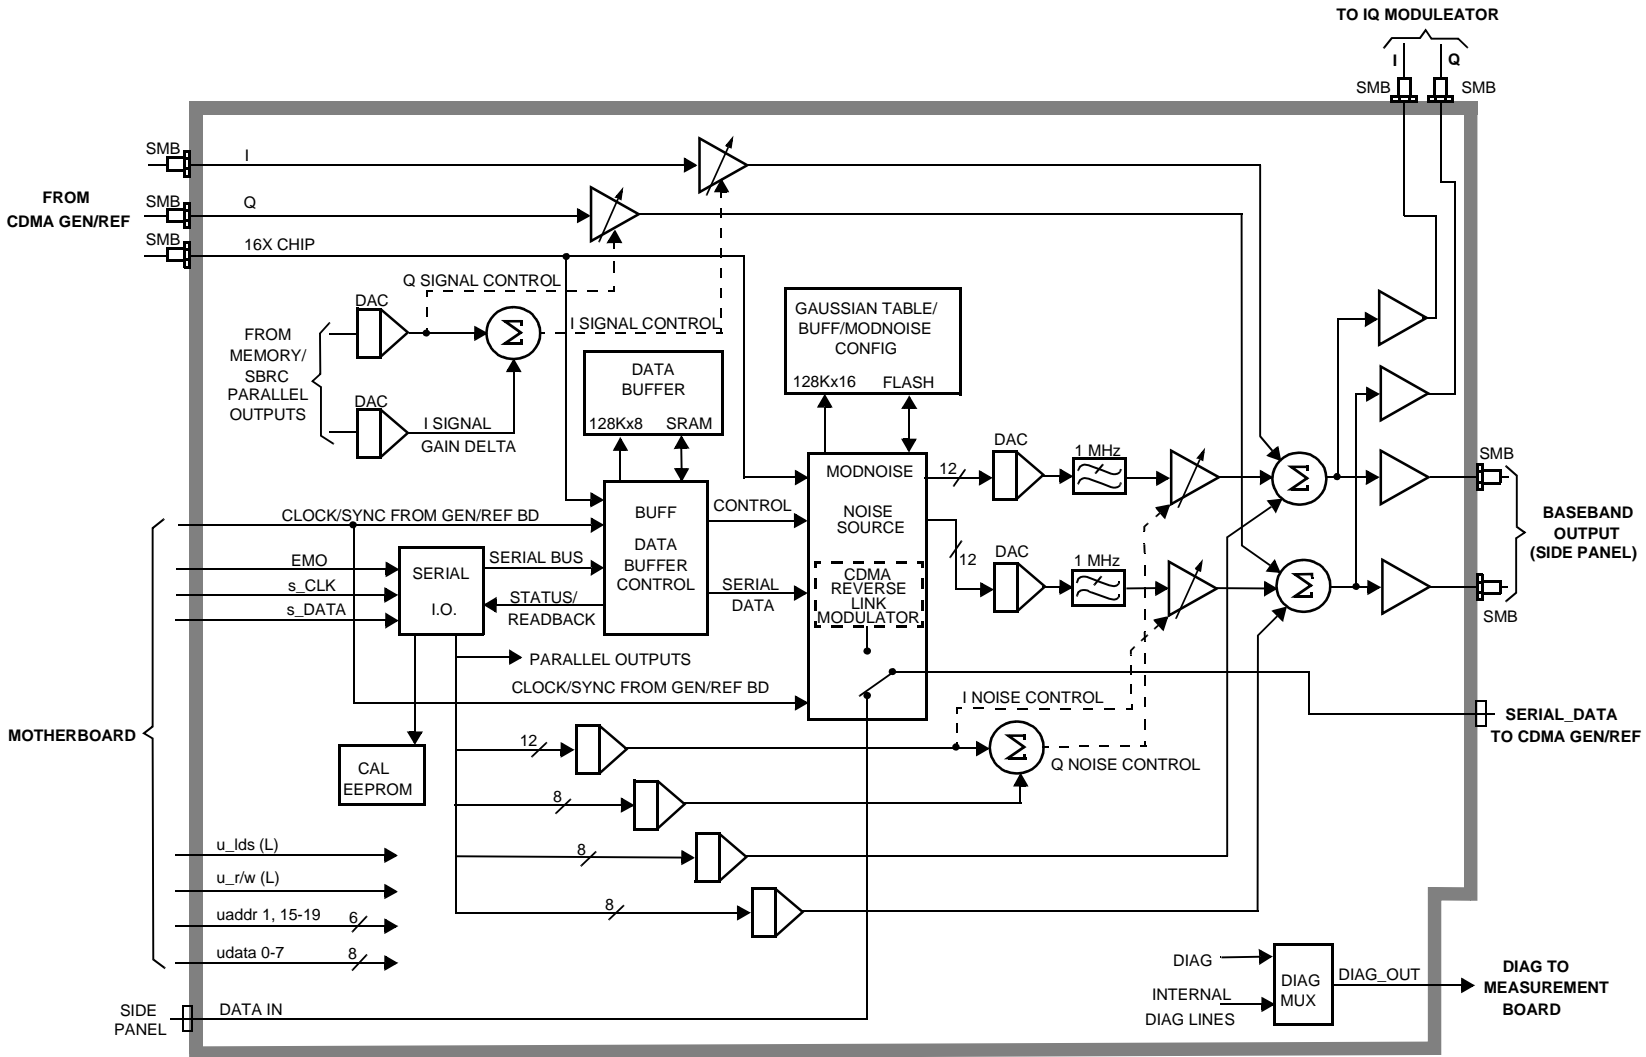 TO IQ MODULEATOR
I
Q
SMB
SMB
SMB
I
FROM
CDMA GEN/REF
SMB
Q
SMB
16X CHIP
Q SIGNAL CONTROL
DAC
Σ
I SIGNAL CONTROL
FROM
MEMORY/
SBRC
PARALLEL
OUTPUTS
DAC
I SIGNAL
GAIN DELTA
DATA
BUFFER
128Kx8 SRAM
GAUSSIAN TABLE/
BUFF/MODNOISE
CONFIG
128Kx16 FLASH
MODNOISE
NOISE
SOURCE
CDMA
REVERSE
LINK
MODULATOR
12
DAC
1 MHz
Σ
SMB
12
DAC
1 MHz
Σ
SMB
BASEBAND
OUTPUT
(SIDE PANEL)
CLOCK/SYNC FROM GEN/REF BD
BUFF
DATA
BUFFER
CONTROL
CONTROL
SERIAL
DATA
EMO
s_CLK
s_DATA
SERIAL
I.O.
SERIAL BUS
STATUS/
READBACK
PARALLEL OUTPUTS
CLOCK/SYNC FROM GEN/REF BD
MOTHERBOARD
I NOISE CONTROL
Σ
Q NOISE CONTROL
SERIAL_DATA
TO CDMA GEN/REF
CAL
EEPROM
12
8
8
8
u_lds (L)
u_r/w (L)
uaddr 1, 15-19
6
udata 0-7
8
SIDE
PANEL
DATA IN
DIAG
INTERNAL
DIAG LINES
DIAG
MUX
DIAG_OUT
DIAG TO
MEASUREMENT
BOARD